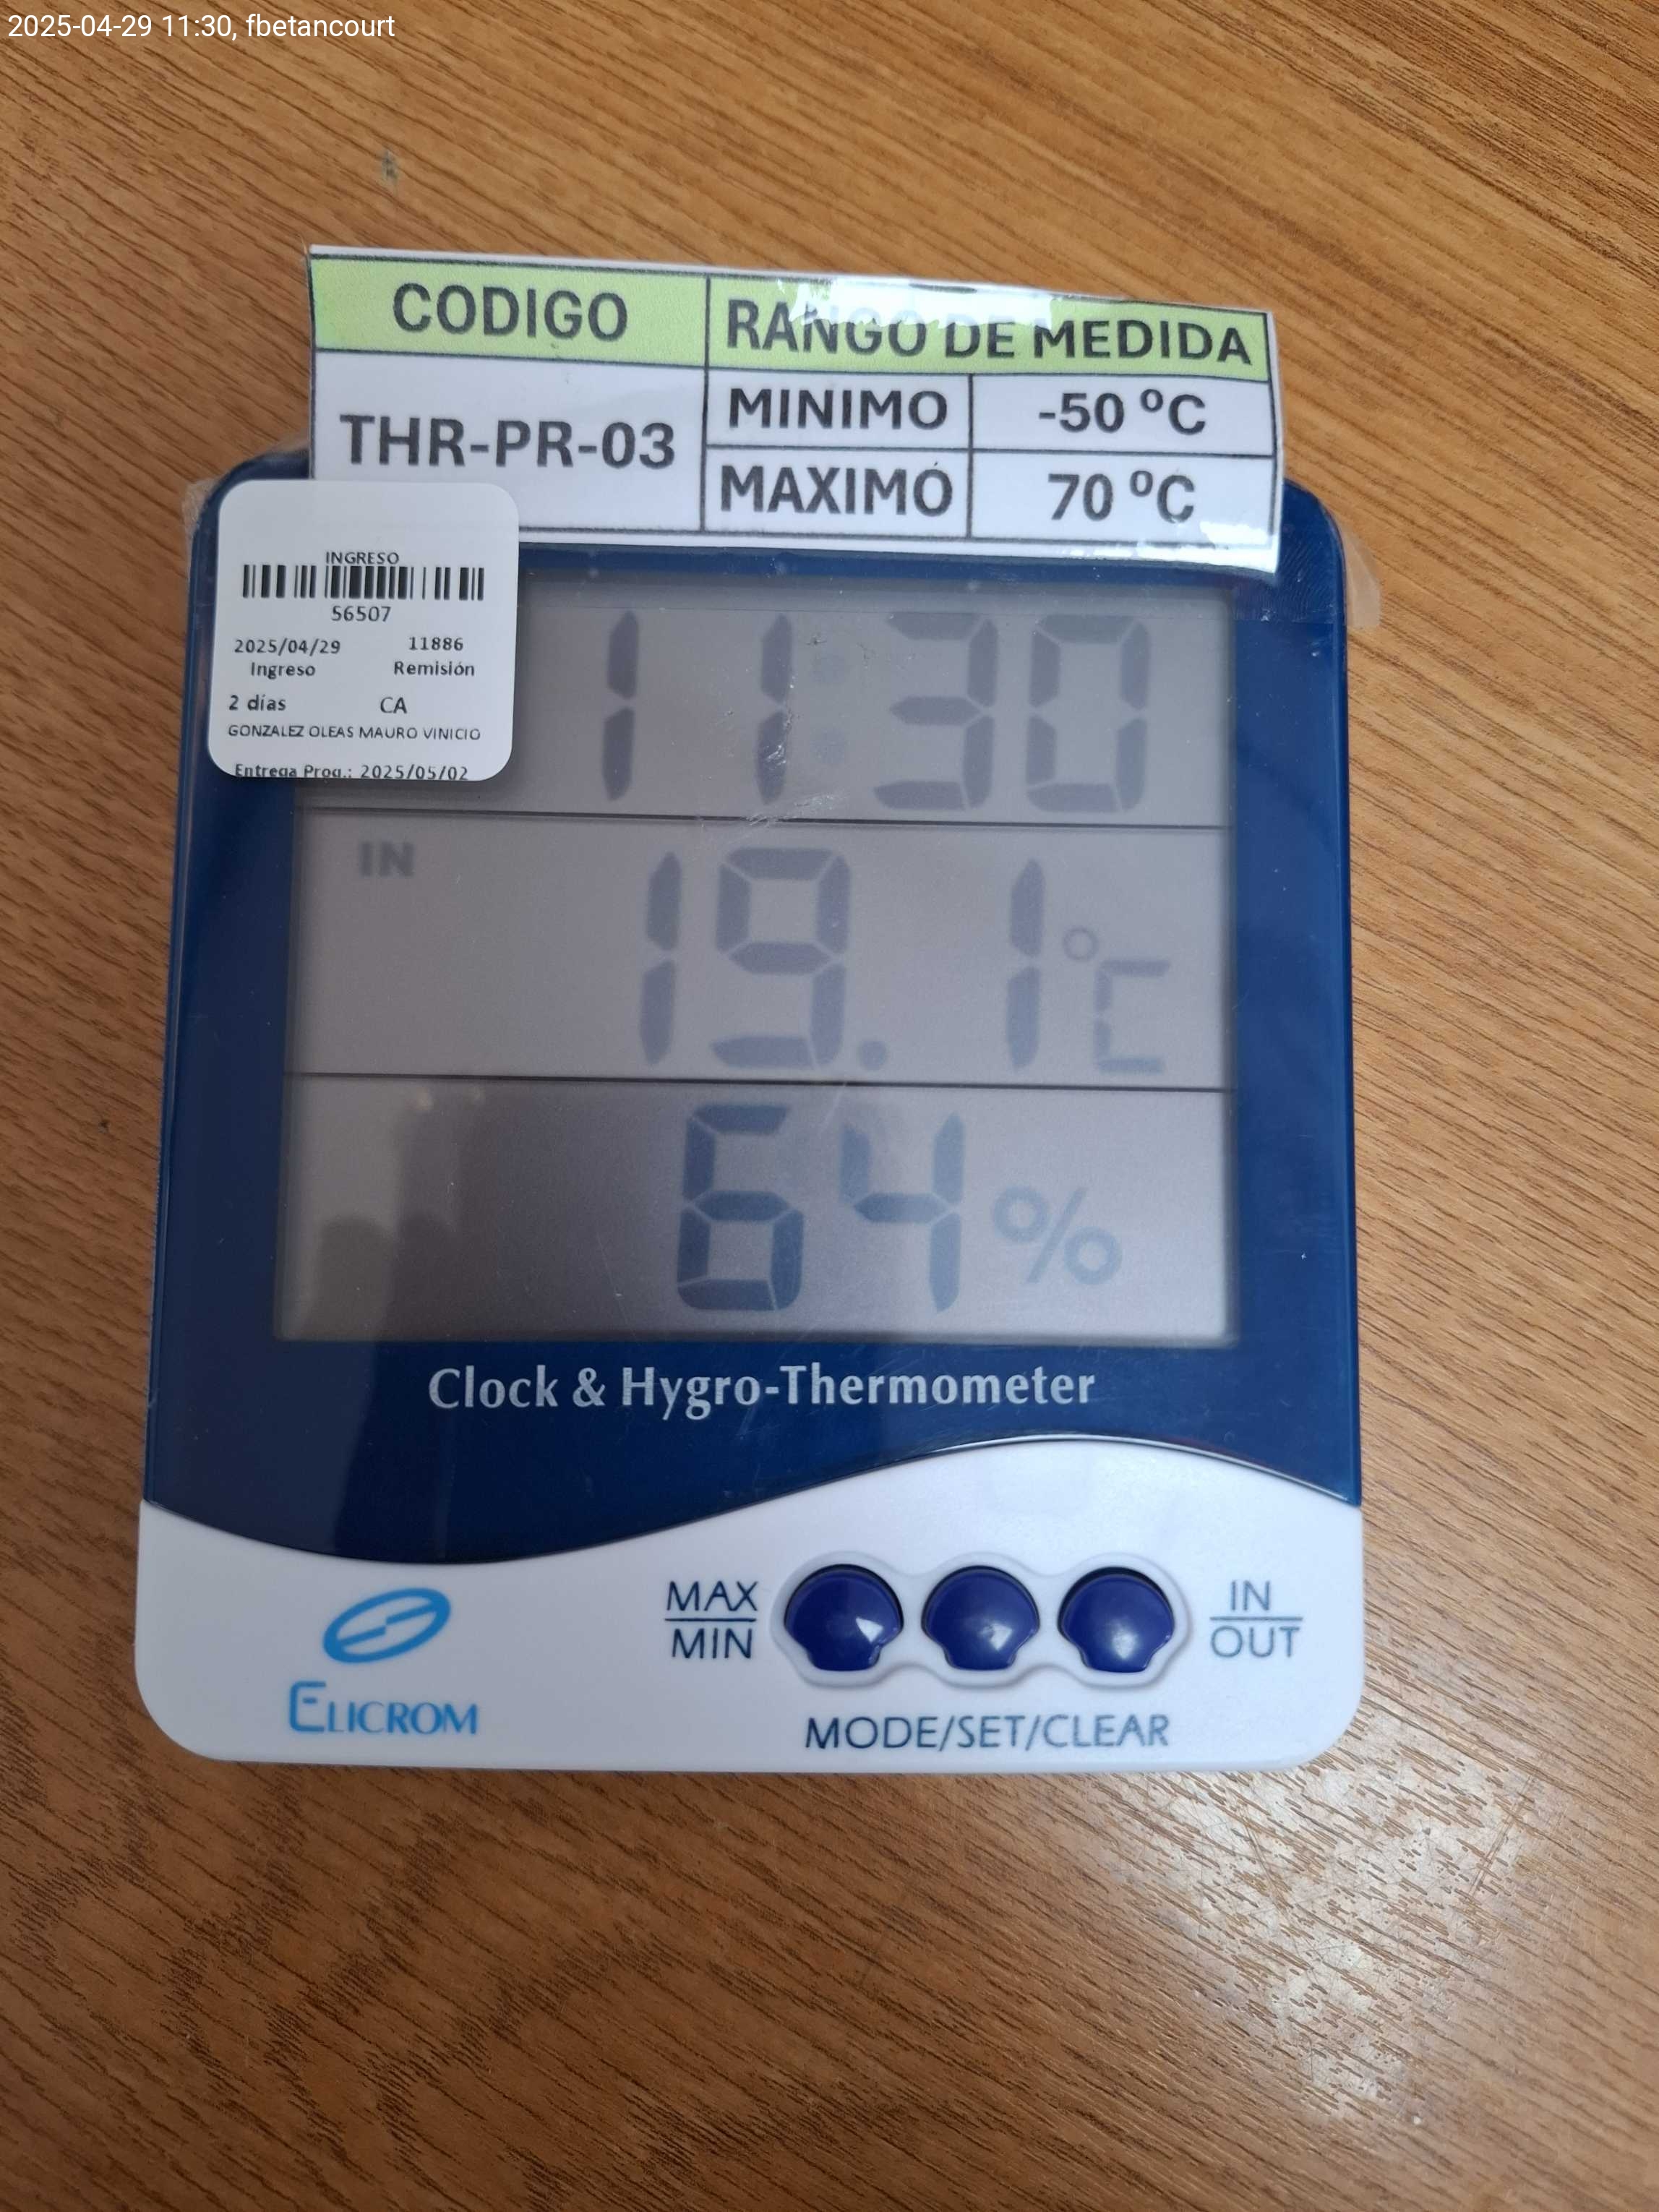 2025-04-29 11:30, fbetancourt
CODIGO
RANGO DE MEDIDA
THR-PR-03
MINIMO
-50 ºC
MAXIMO
70 ºC
INGRESO
56507
2025/04/29 11886
Ingreso Remisión
2 días CA
GONZALEZ OLEAS MAURO VINICIO
Entrega Prog.: 2025/05/02
11:30
IN
19.1 °C
64 %
Clock & Hygro-Thermometer
MAX
MIN
IN
OUT
MODE/SET/CLEAR
ELICROM